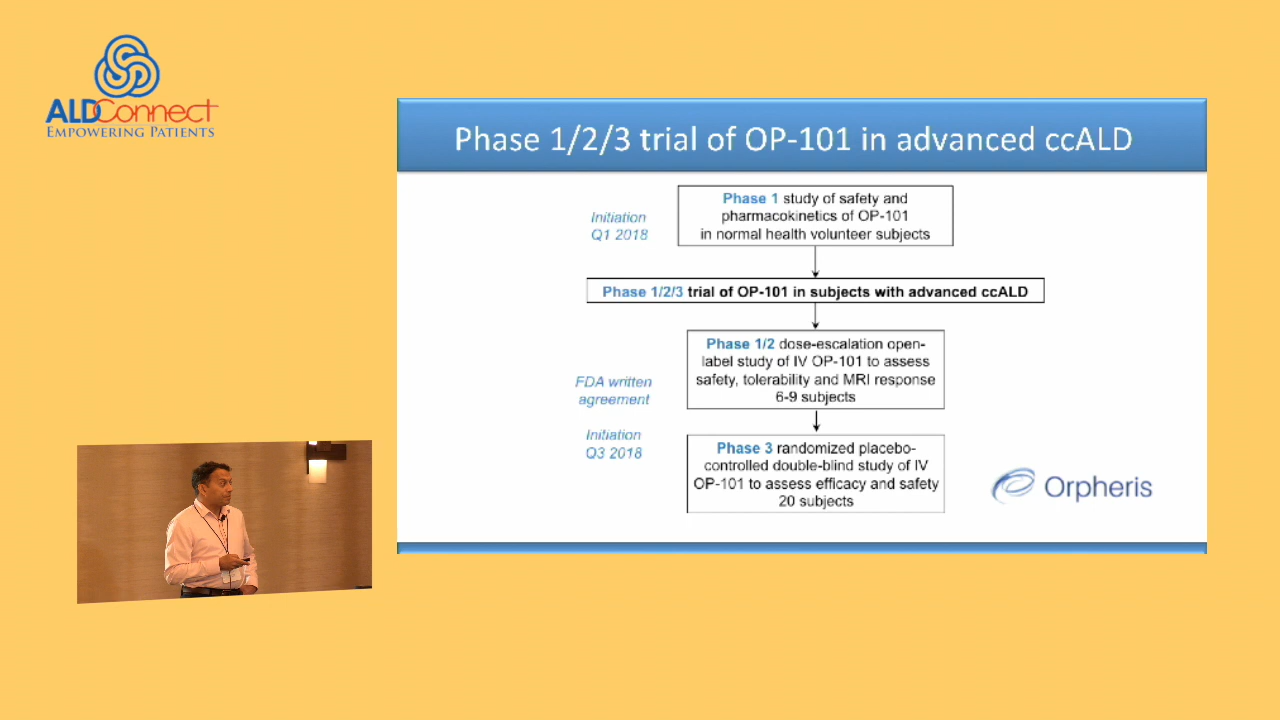 ALDConnect
EMPOWERING PATIENTS
Phase 1/2/3 trial of OP-101 in advanced ccALD
Initiation
Q1 2018
Phase 1 study of safety and
pharmacokinetics of OP-101
in normal health volunteer subjects
Phase 1/2/3 trial of OP-101 in subjects with advanced ccALD
Phase 1/2 dose-escalation open-
label study of IV OP-101 to assess
safety, tolerability and MRI response
6-9 subjects
FDA written
agreement
Initiation
Q3 2018
Phase 3 randomized placebo-
controlled double-blind study of IV
OP-101 to assess efficacy and safety
20 subjects
Orpheris